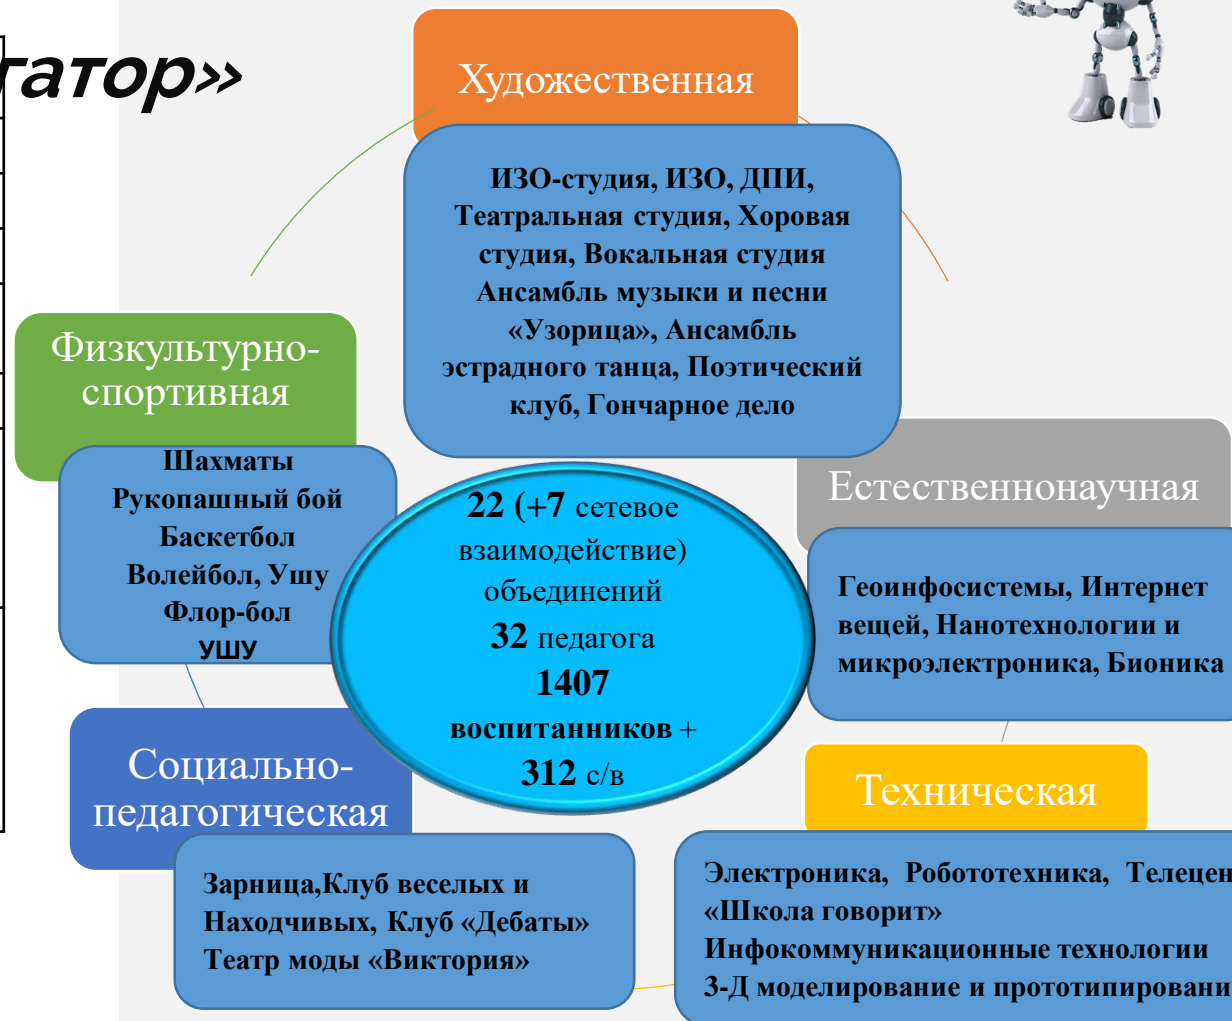 гатор»
Художественная
ИЗО-студия, ИЗО, ДПИ,
Театральная студия, Хоровая
студия, Вокальная студия
Ансамбль музыки и песни
«Узорица», Ансамбль
эстрадного танца, Поэтический
клуб, Гончарное дело
Физкультурно-
спортивная
Шахматы
Рукопашный бой
Баскетбол
Волейбол, Ушу
Флор-бол
УШУ
22 (+7 сетевое
взаимодействие)
объединений
32 педагога
1407
воспитанников +
312 с/в
Естественнонаучная
Геоинфосистемы, Интернет
вещей, Нанотехнологии и
микроэлектроника, Бионика
Социально-
педагогическая
Зарница,Клуб веселых и
Находчивых, Клуб «Дебаты»
Театр моды «Виктория»
Техническая
Электроника, Робототехника, Телецен
«Школа говорит»
Инфокоммуникационные технологии
3-Д моделирование и прототипировани